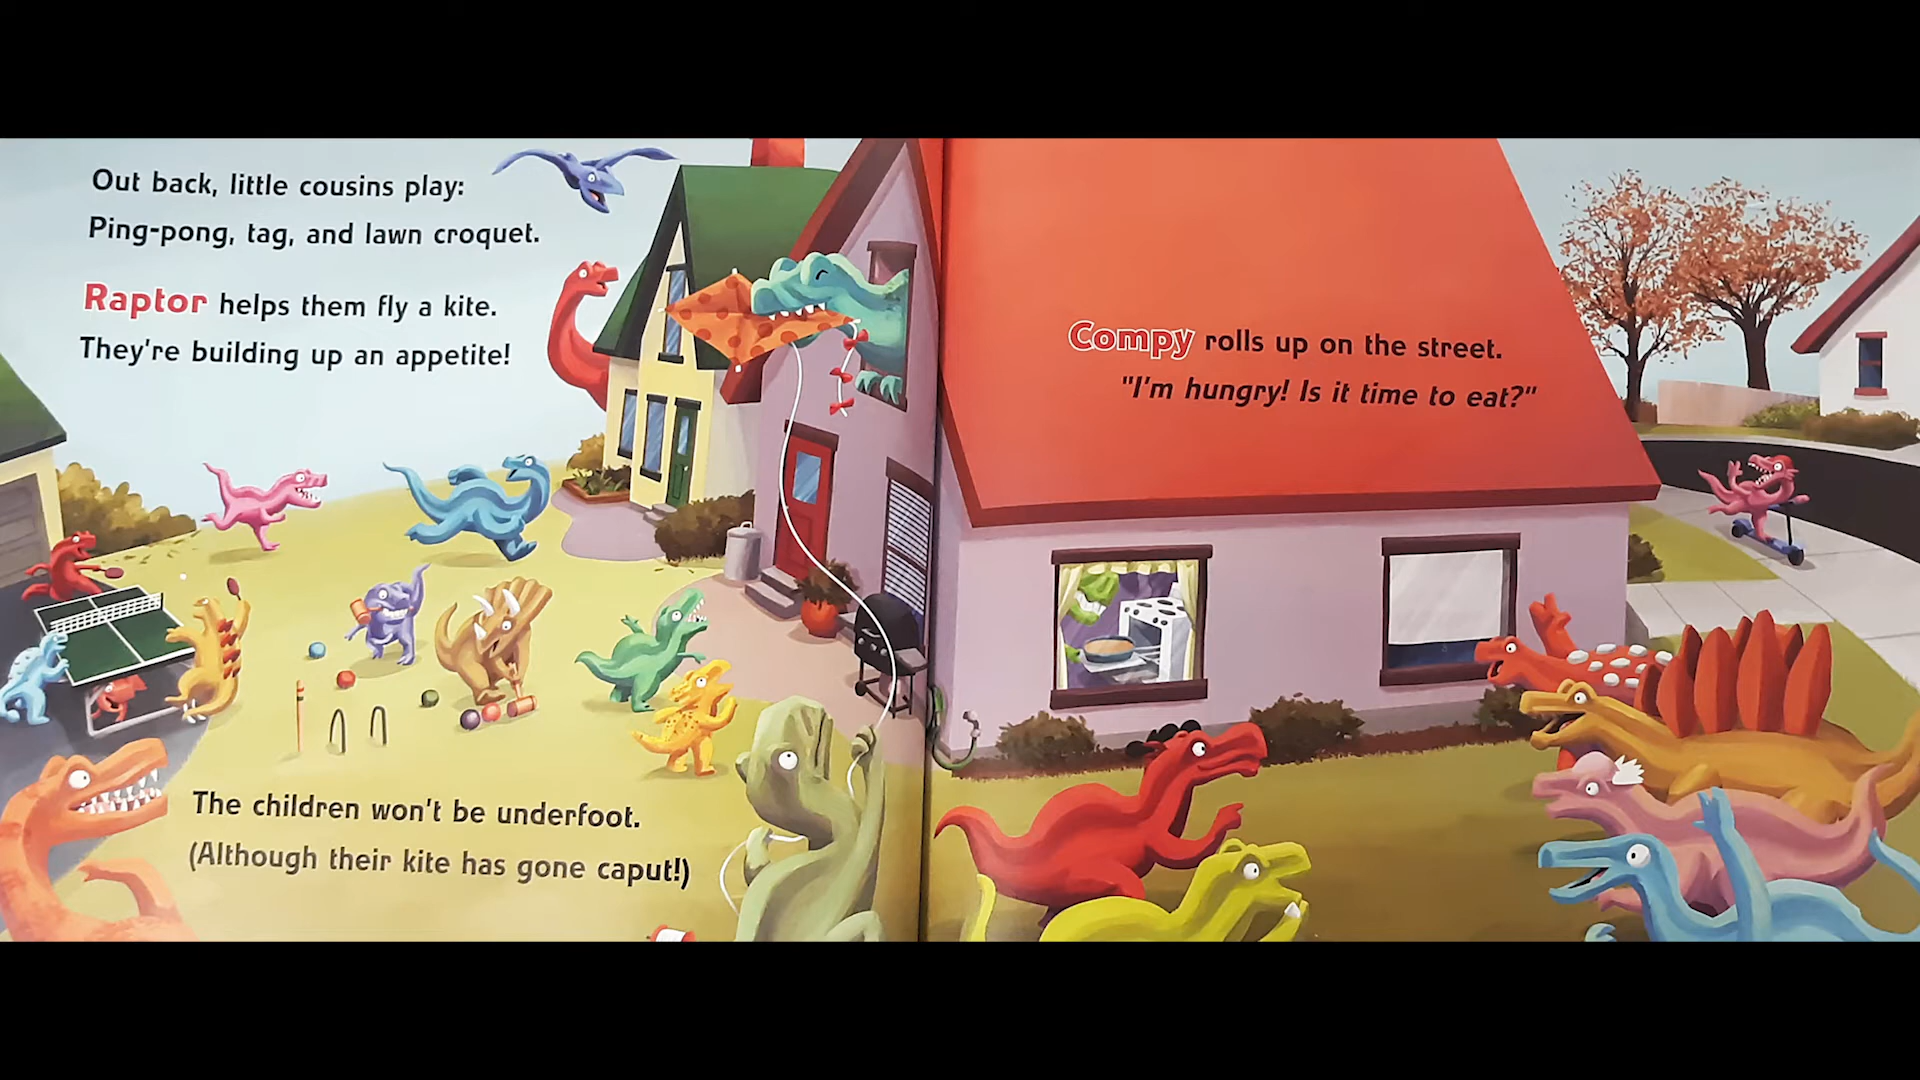 Out back, little cousins play:
Ping-pong, tag, and lawn croquet.
Raptor helps them fly a kite.
They're building up an appetite!
The children won't be underfoot.
(Although their kite has gone caput!)
Compy rolls up on the street.
"I'm hungry! Is it time to eat?"